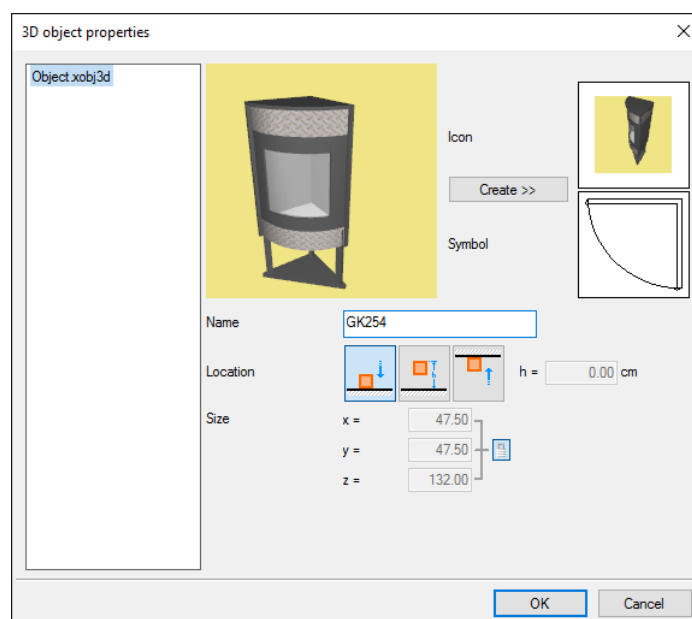 3D object properties
Object.xobj3d
Icon
Create >>
Symbol
Name GK254
Location h = 0.00 cm
Size x = 47.50
y = 47.50
z = 132.00
OK Cancel